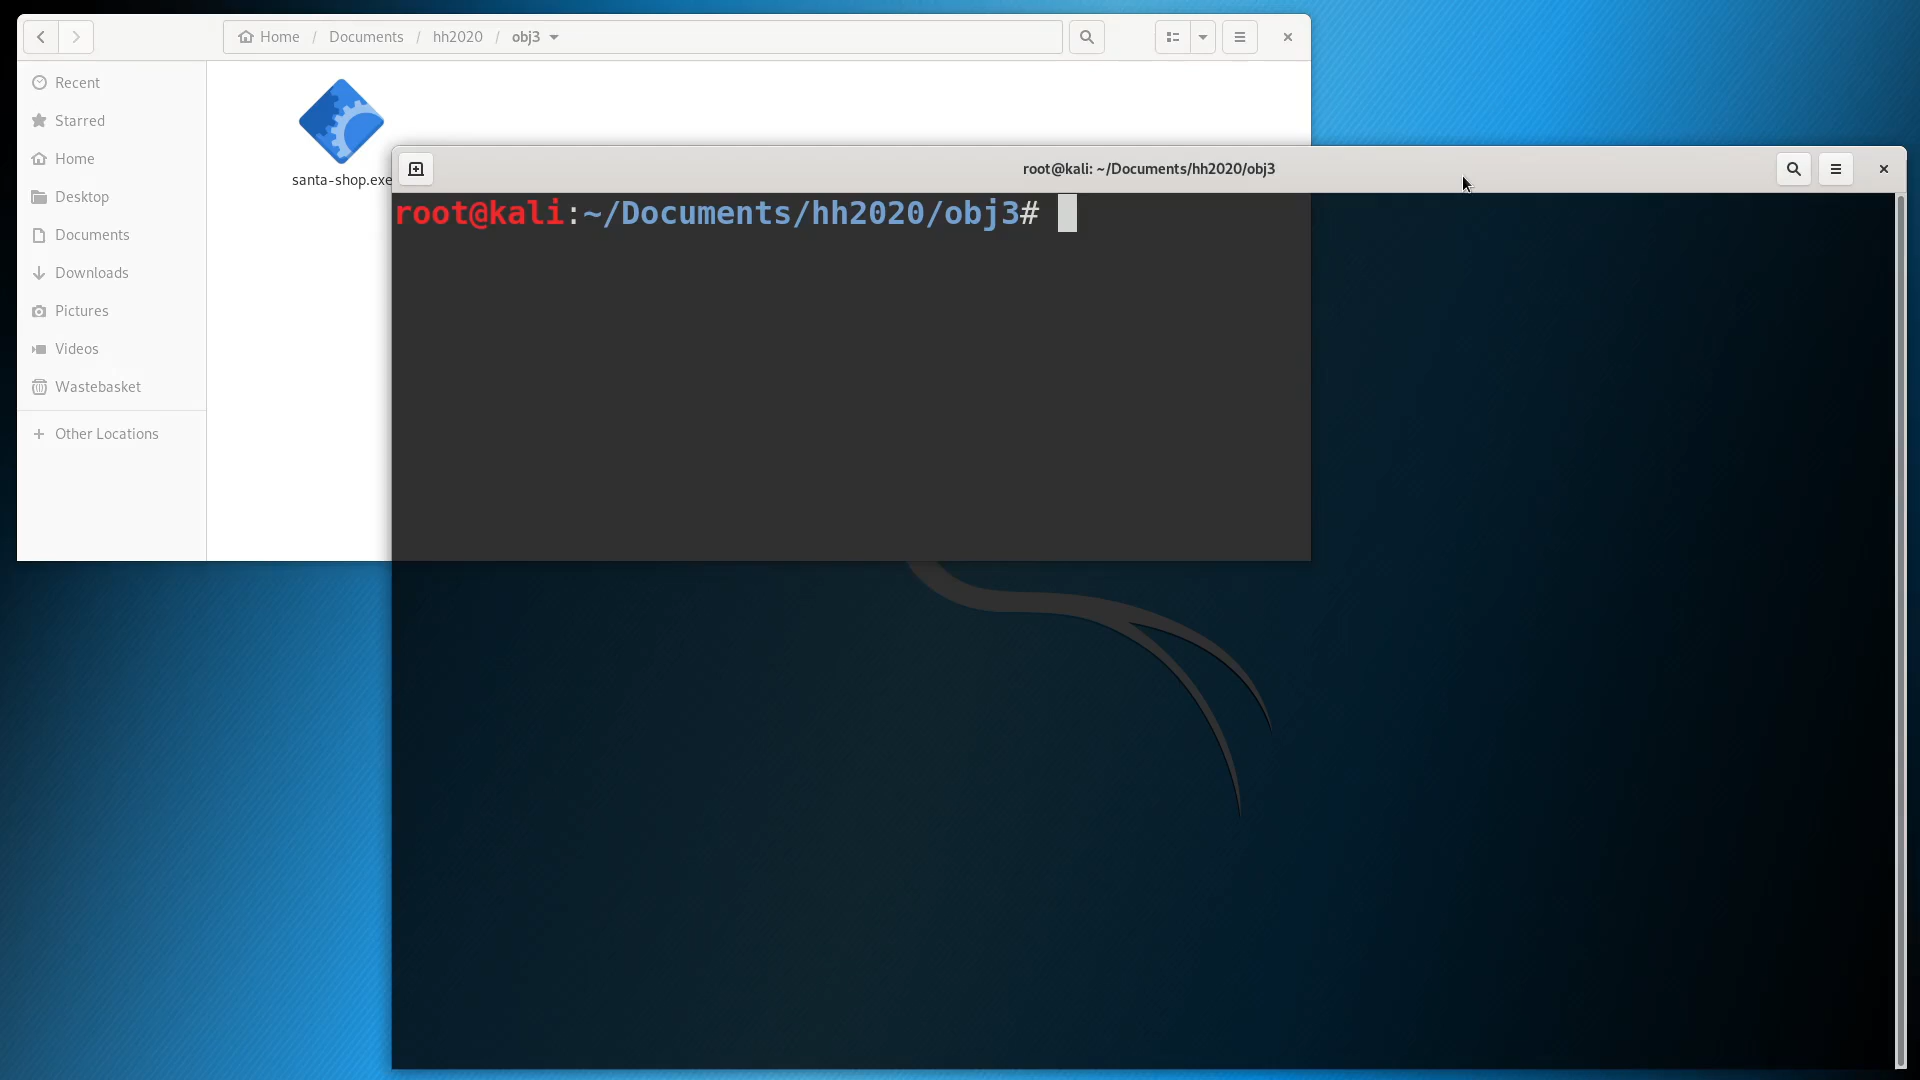 Home / Documents / hh2020 / obj3
Recent
Starred
Home
Desktop
Documents
Downloads
Pictures
Videos
Wastebasket
+ Other Locations
santa-shop.exe
root@kali: ~/Documents/hh2020/obj3
root@kali:~/Documents/hh2020/obj3#